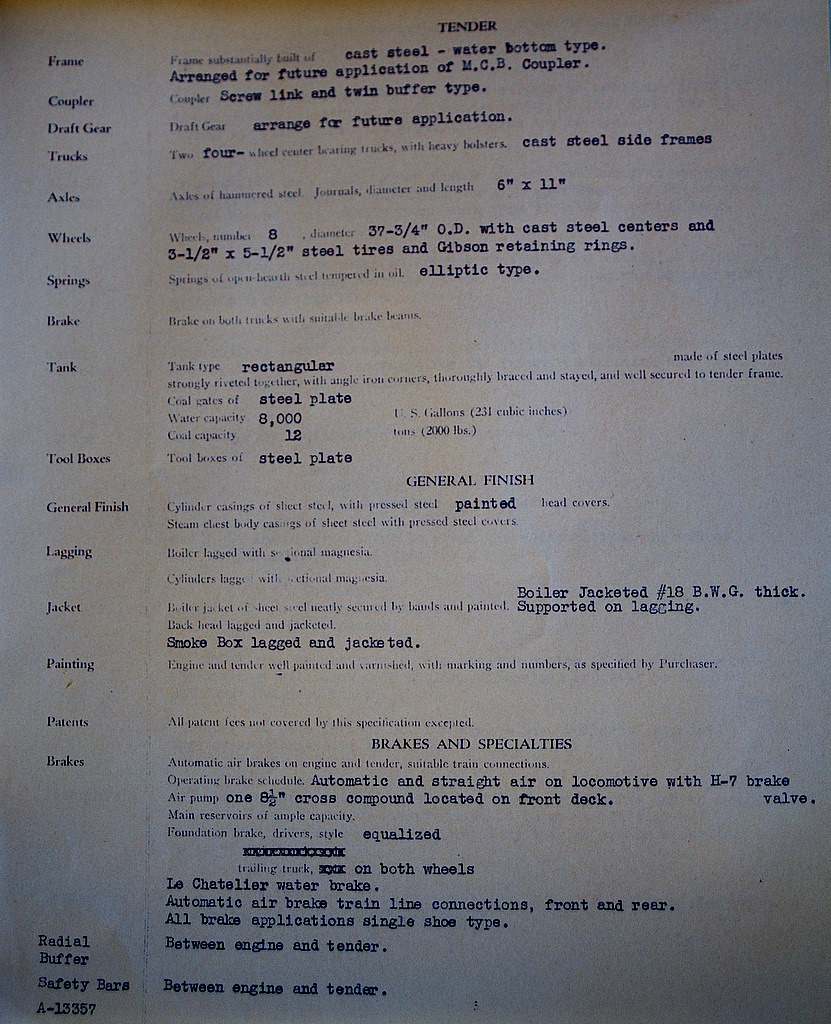 TENDER
Frame Frame substantially built of cast steel - water bottom type.
Arranged for future application of M.C.B. Coupler.
Coupler Coupler Screw link and twin buffer type.
Draft Gear Draft Gear arrange for future application.
Trucks Two four- wheel center bearing trucks, with heavy bolsters. cast steel side frames
Axles Axles of hammered steel. Journals, diameter and length 6" x 11"
Wheels Wheels, number 8 , diameter 37-3/4" O.D. with cast steel centers and
3-1/2" x 5-1/2" steel tires and Gibson retaining rings.
Springs Springs of open-hearth steel tempered in oil. elliptic type.
Brake Brake on both trucks with suitable brake beams.
Tank Tank type rectangular made of steel plates
strongly riveted together, with angle iron corners, thoroughly braced and stayed, and well secured to tender frame.
Coal gates of steel plate
Water capacity 8,000 U. S. Gallons (231 cubic inches)
Coal capacity 12 tons (2000 lbs.)
Tool Boxes Tool boxes of steel plate
GENERAL FINISH
General Finish Cylinder casings of sheet steel, with pressed steel painted head covers.
Steam chest body casings of sheet steel with pressed steel covers.
Lagging Boiler lagged with sectional magnesia.
Cylinders lagged with sectional magnesia.
Boiler Jacketed #18 B.W.G. thick.
Jacket Boiler jacket of sheet steel neatly secured by bands and painted. Supported on lagging.
Back head lagged and jacketed.
Smoke Box lagged and jacketed.
Painting Engine and tender well painted and varnished, with marking and numbers, as specified by Purchaser.
Patents All patent fees not covered by this specification excepted.
BRAKES AND SPECIALTIES
Brakes Automatic air brakes on engine and tender, suitable train connections.
Operating brake schedule. Automatic and straight air on locomotive with H-7 brake
Air pump one 8½" cross compound located on front deck. valve.
Main reservoirs of ample capacity.
Foundation brake, drivers, style equalized
trailing truck, on both wheels
Le Chatelier water brake.
Automatic air brake train line connections, front and rear.
All brake applications single shoe type.
Radial Between engine and tender.
Buffer
Safety Bars Between engine and tender.
A-13357